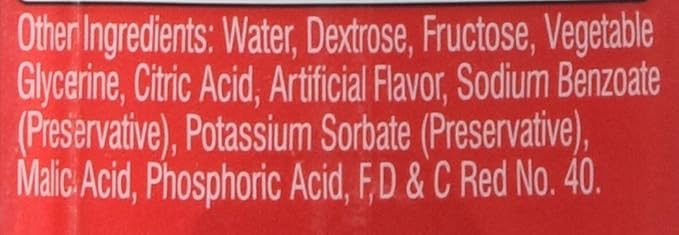 Other Ingredients: Water, Dextrose, Fructose, Vegetable
Glycerine, Citric Acid, Artificial Flavor, Sodium Benzoate
(Preservative), Potassium Sorbate (Preservative),
Malic Acid, Phosphoric Acid, F,D & C Red No. 40.